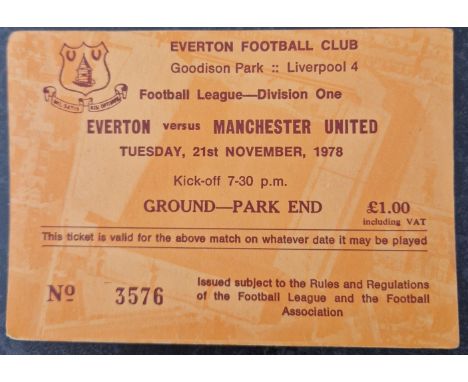 EVERTON FOOTBALL CLUB
Goodison Park :: Liverpool 4
Football League—Division One
EVERTON versus MANCHESTER UNITED
TUESDAY, 21st NOVEMBER, 1978
Kick-off 7-30 p.m.
GROUND—PARK END £1.00
including VAT
This ticket is valid for the above match on whatever date it may be played
Nº 3576
Issued subject to the Rules and Regulations
of the Football League and the Football
Association